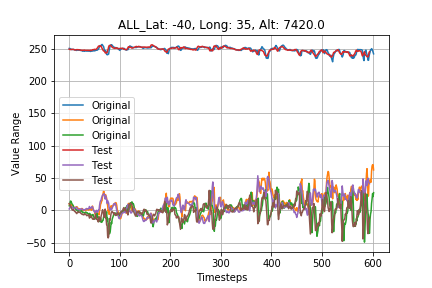 ALL_Lat: -40, Long: 35, Alt: 7420.0
250
200
150
100
50
0
−50
Value Range
Original
Original
Original
Test
Test
Test
0
100
200
300
400
500
600
Timesteps